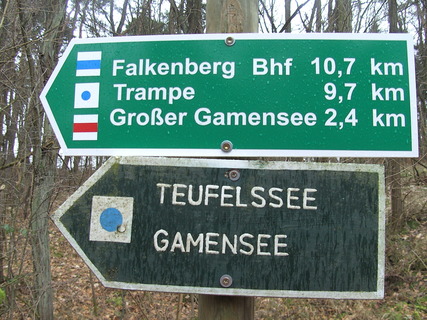 Falkenberg Bhf 10,7 km
Trampe 9,7 km
Großer Gamensee 2,4 km
TEUFELSSEE
GAMENSEE